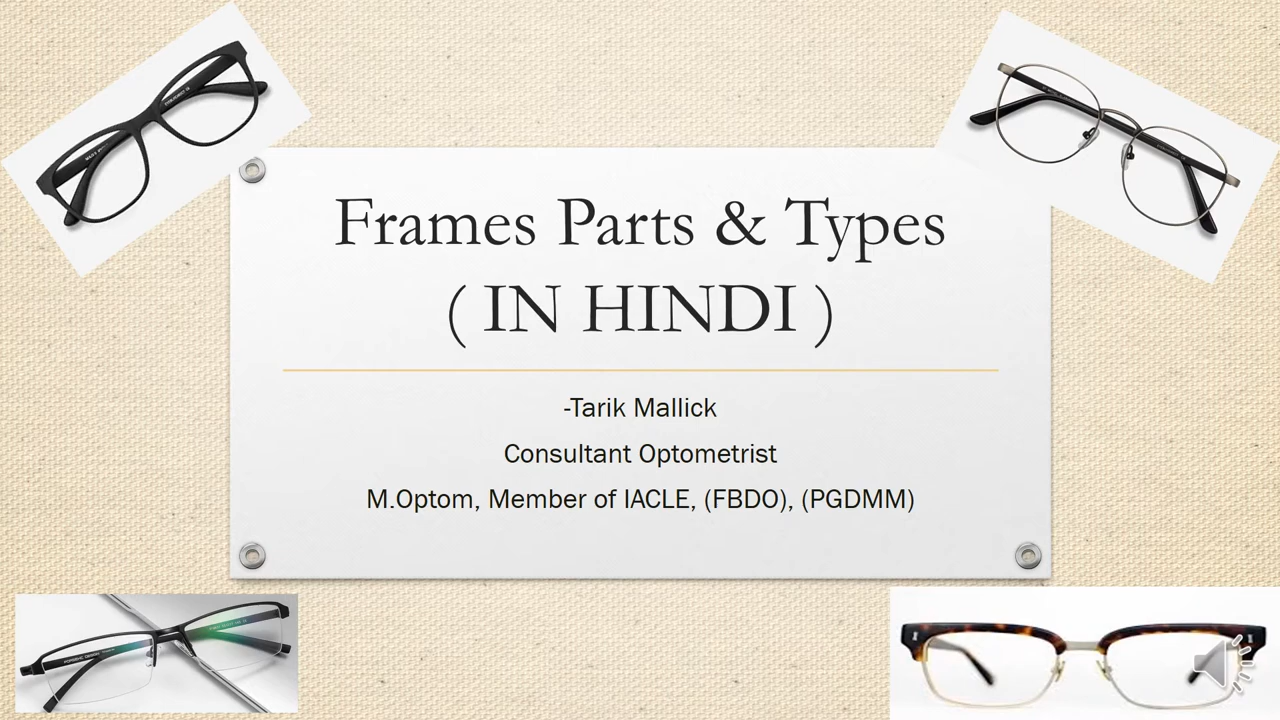 Frames Parts & Types
( IN HINDI )
-Tarik Mallick
Consultant Optometrist
M.Optom, Member of IACLE, (FBDO), (PGDMM)